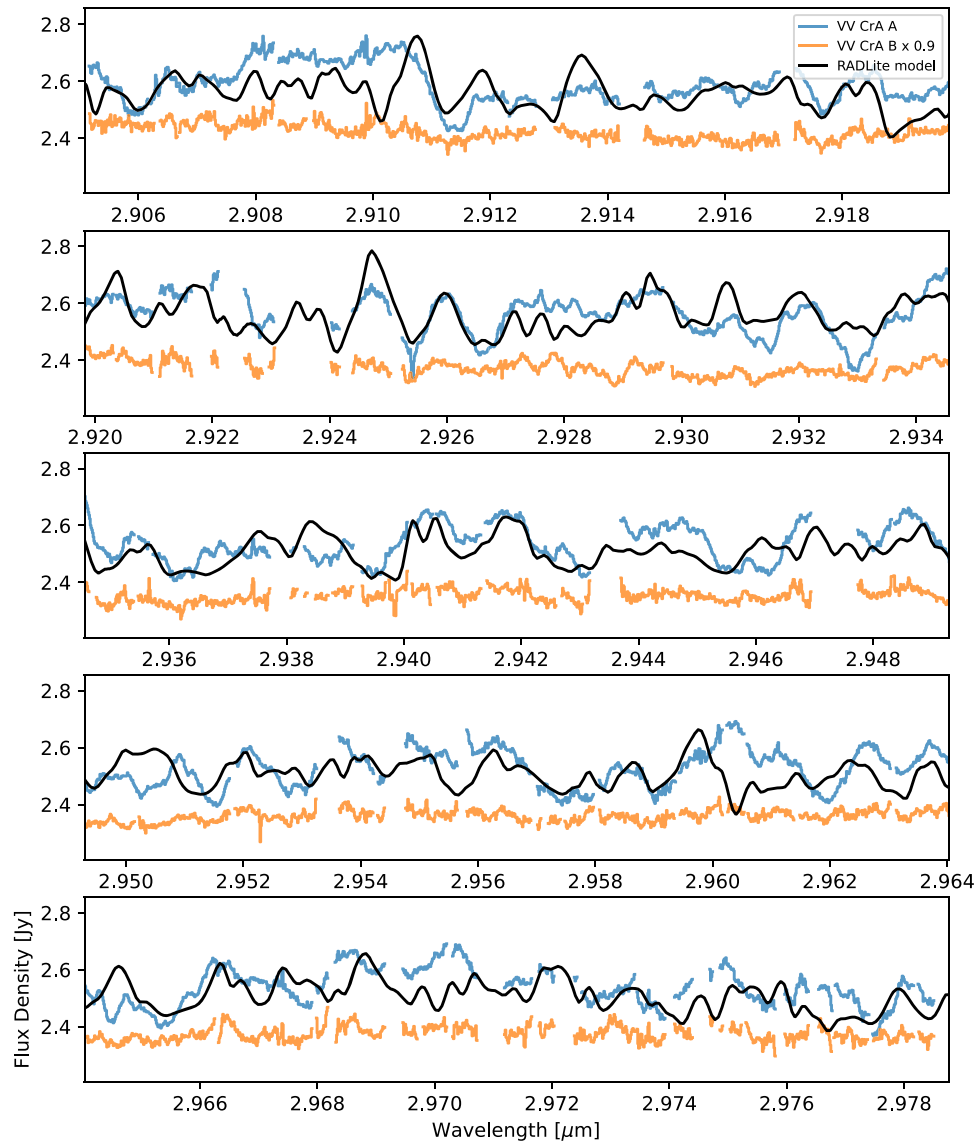 2.8
2.6
2.4
VV CrA A
VV CrA B x 0.9
RADLite model
2.906 2.908 2.910 2.912 2.914 2.916 2.918
2.8
2.6
2.4
2.920 2.922 2.924 2.926 2.928 2.930 2.932 2.934
2.8
2.6
2.4
2.936 2.938 2.940 2.942 2.944 2.946 2.948
2.8
2.6
2.4
2.950 2.952 2.954 2.956 2.958 2.960 2.962 2.964
2.8
2.6
2.4
Flux Density [Jy]
2.966 2.968 2.970 2.972 2.974 2.976 2.978
Wavelength [μm]